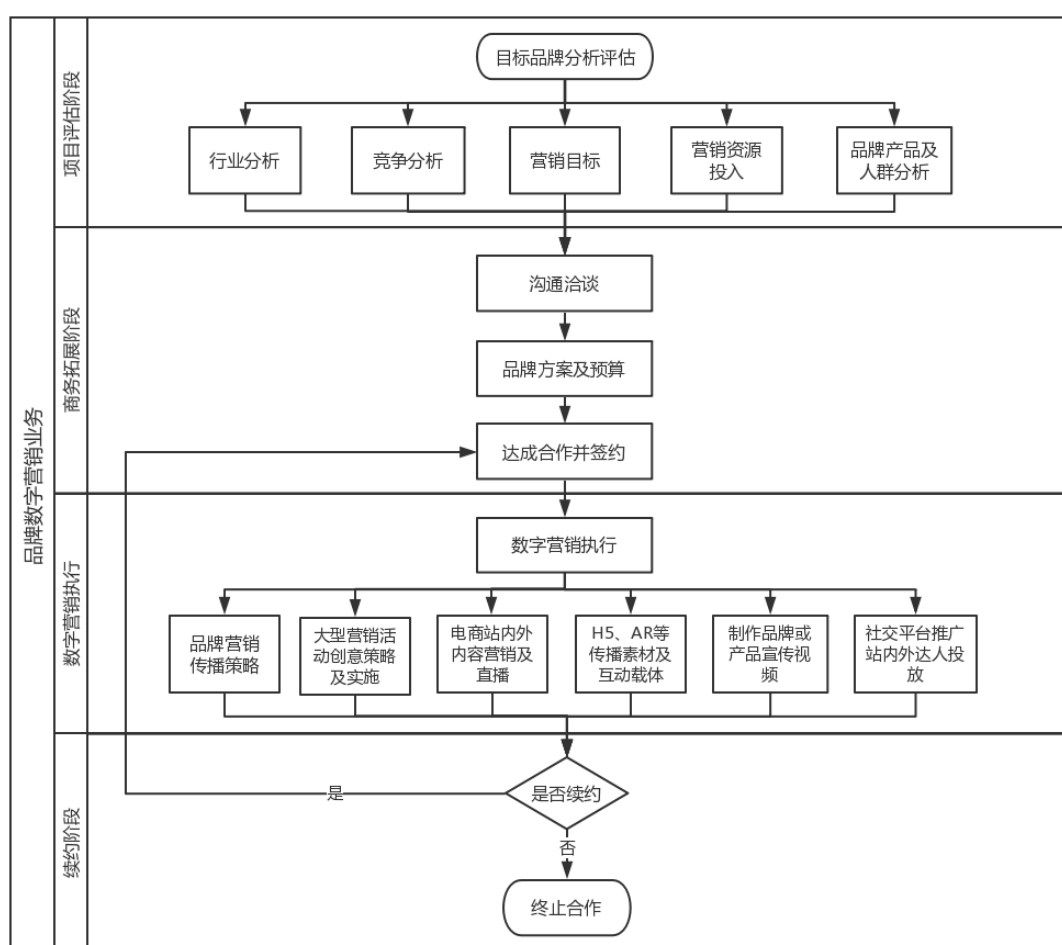 品牌数字营销业务
项目评估阶段
目标品牌分析评估
行业分析
竞争分析
营销目标
营销资源
投入
品牌产品及
人群分析
商务拓展阶段
沟通洽谈
品牌方案及预算
达成合作并签约
数字营销执行
数字营销执行
品牌营销
传播策略
大型营销活
动创意策略
及实施
电商站内外
内容营销及
直播
H5、AR等
传播素材及
互动载体
制作品牌或
产品宣传视
频
社交平台推广
站内外达人投
放
续约阶段
是否续约
是
否
终止合作